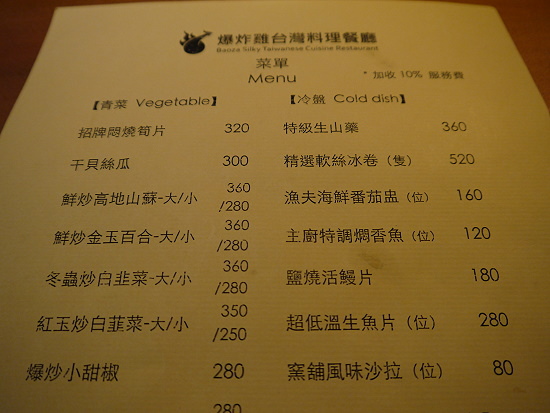 爆炸雞台灣料理餐廳
Banza Silky Taiwanese Cuisine Restaurant
菜單
Menu
* 加收 10% 服務費
【青菜 Vegetable】
招牌悶燒筍片 320
干貝絲瓜 300
鮮炒高地山蘇-大/小 360/280
鮮炒金玉百合-大/小 360/280
冬蟲炒白韭菜-大/小 360/280
紅玉炒白韮菜-大/小 350/250
爆炒小甜椒 280
280
【冷盤 Cold dish】
特級生山藥 360
精選軟絲冰卷（隻） 520
漁夫海鮮番茄盅（位） 160
主廚特調燜香魚（位） 120
鹽燒活鰻片 180
超低溫生魚片（位） 280
窯舖風味沙拉（位） 80